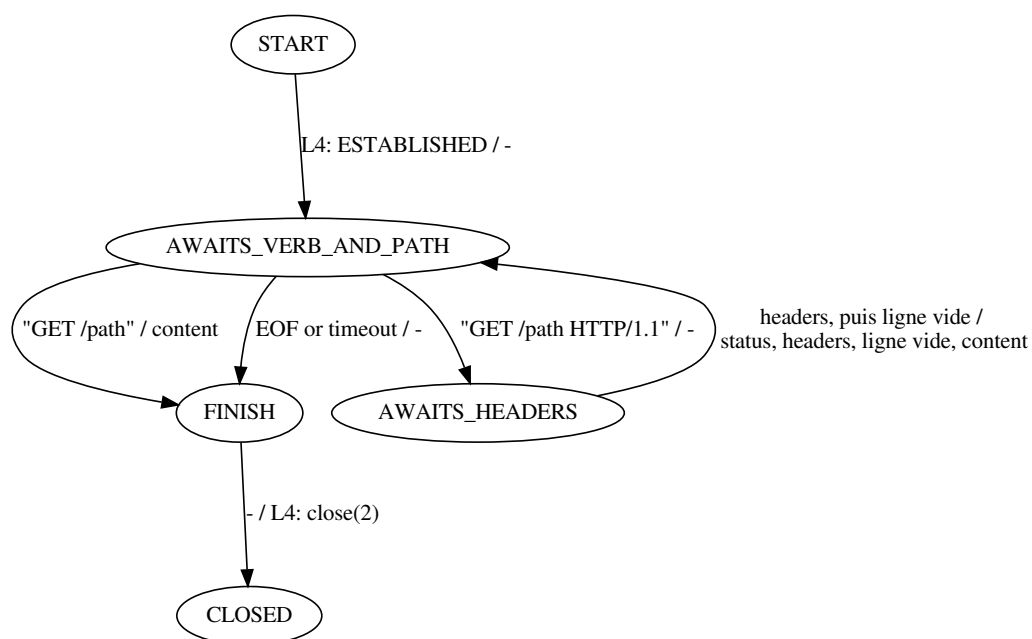 START
L4: ESTABLISHED / -
AWAITS_VERB_AND_PATH
"GET /path" / content
EOF or timeout / -
"GET /path HTTP/1.1" / -
headers, puis ligne vide /
status, headers, ligne vide, content
FINISH
AWAITS_HEADERS
- / L4: close(2)
CLOSED